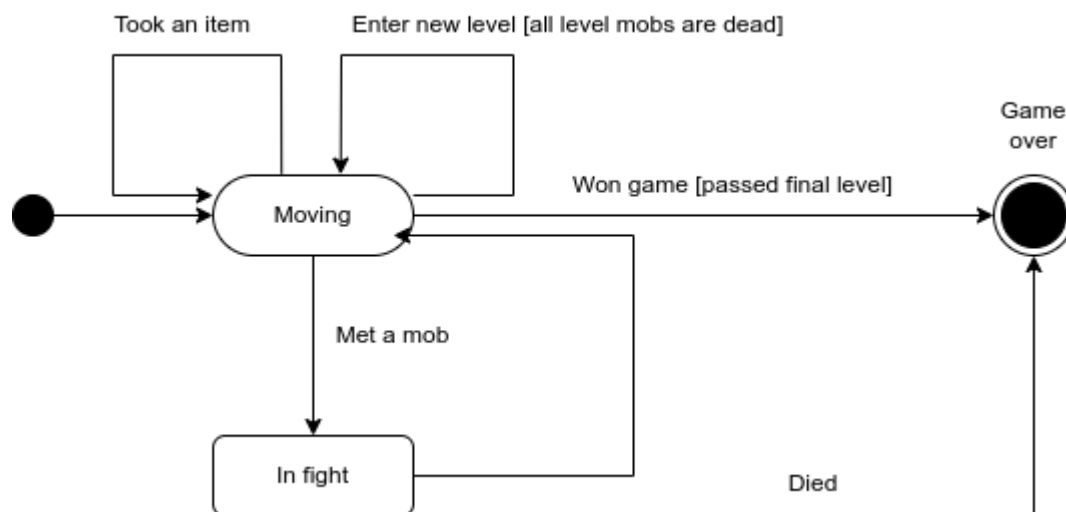 Took an item
Enter new level [all level mobs are dead]
Game
over
Won game [passed final level]
Moving
Met a mob
In fight
Died